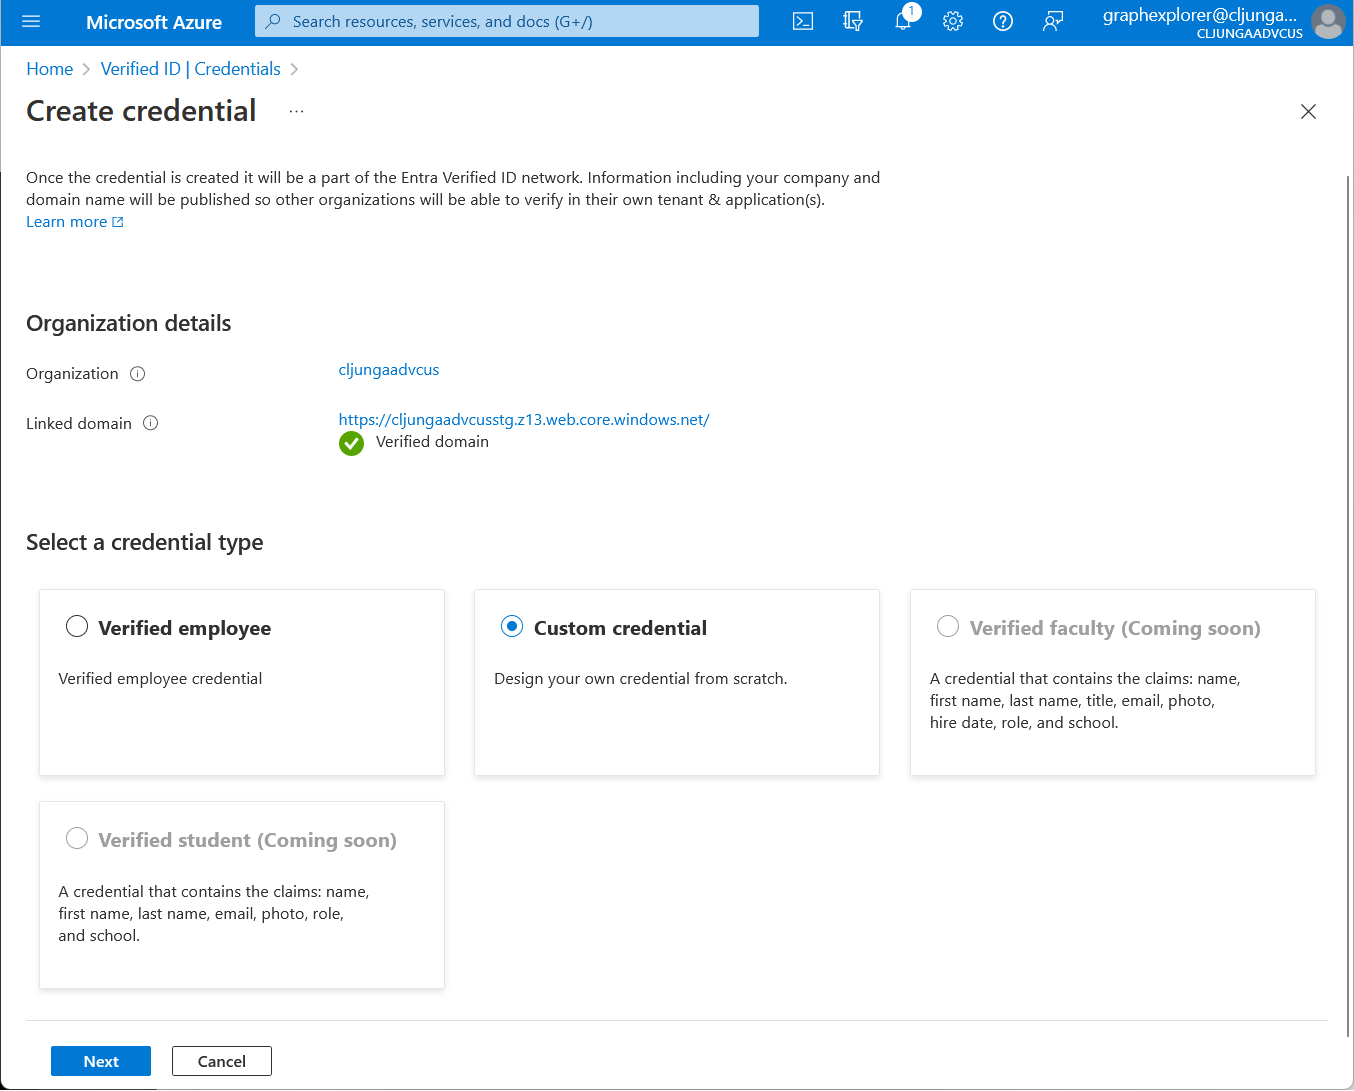 Microsoft Azure
Search resources, services, and docs (G+/)
1
graphexplorer@cljunga...
CLJUNGAADVCUS
Home > Verified ID | Credentials >
Create credential ...
Once the credential is created it will be a part of the Entra Verified ID network. Information including your company and
domain name will be published so other organizations will be able to verify in their own tenant & application(s).
Learn more
Organization details
Organization
cljungaadvcus
Linked domain
https://cljungaadvcusstg.z13.web.core.windows.net/
Verified domain
Select a credential type
Verified employee
Verified employee credential
Custom credential
Design your own credential from scratch.
Verified faculty (Coming soon)
A credential that contains the claims: name,
first name, last name, title, email, photo,
hire date, role, and school.
Verified student (Coming soon)
A credential that contains the claims: name,
first name, last name, email, photo, role,
and school.
Next
Cancel